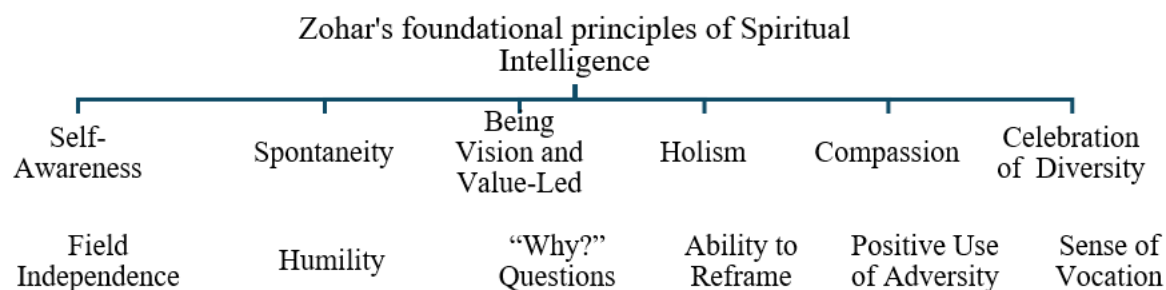 Zohar's foundational principles of Spiritual
Intelligence
Self-
Awareness
Spontaneity
Being
Vision and
Value-Led
Holism
Compassion
Celebration
of Diversity
Field
Independence
Humility
“Why?”
Questions
Ability to
Reframe
Positive Use
of Adversity
Sense of
Vocation